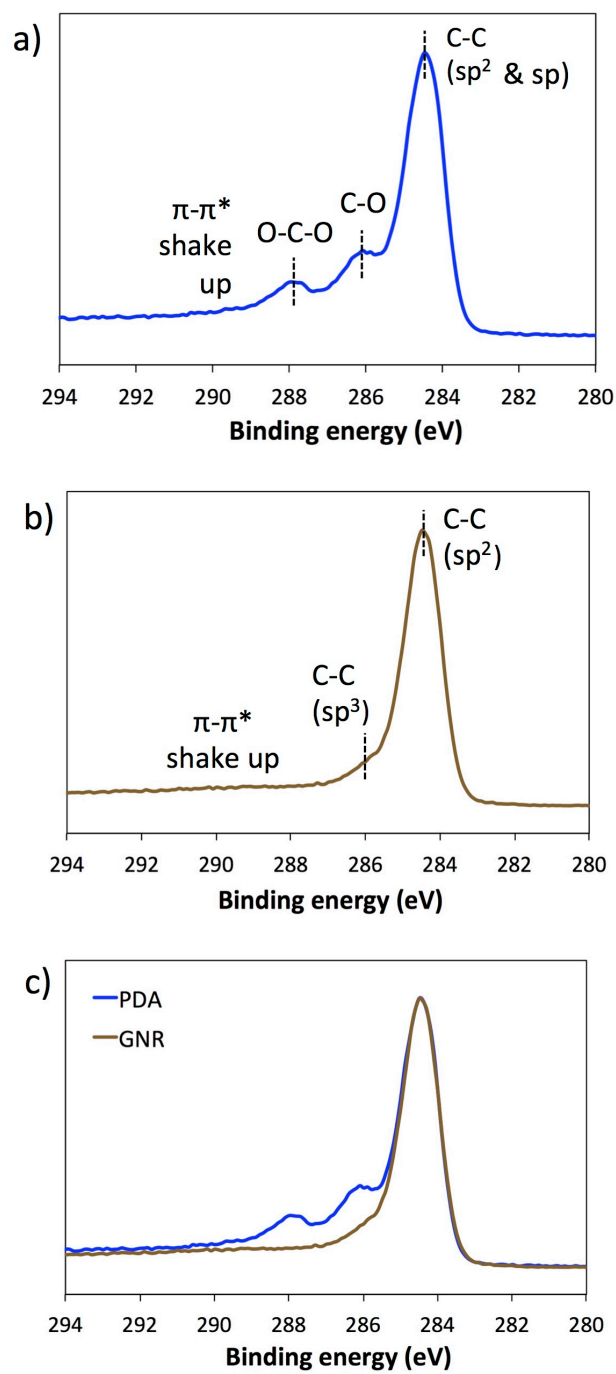 a)
C-C
(sp² & sp)
C-O
π-π*
O-C-O
shake
up
294 292 290 288 286 284 282 280
Binding energy (eV)
b)
C-C
(sp²)
C-C
(sp³)
π-π*
shake up
294 292 290 288 286 284 282 280
Binding energy (eV)
c)
PDA
GNR
294 292 290 288 286 284 282 280
Binding energy (eV)